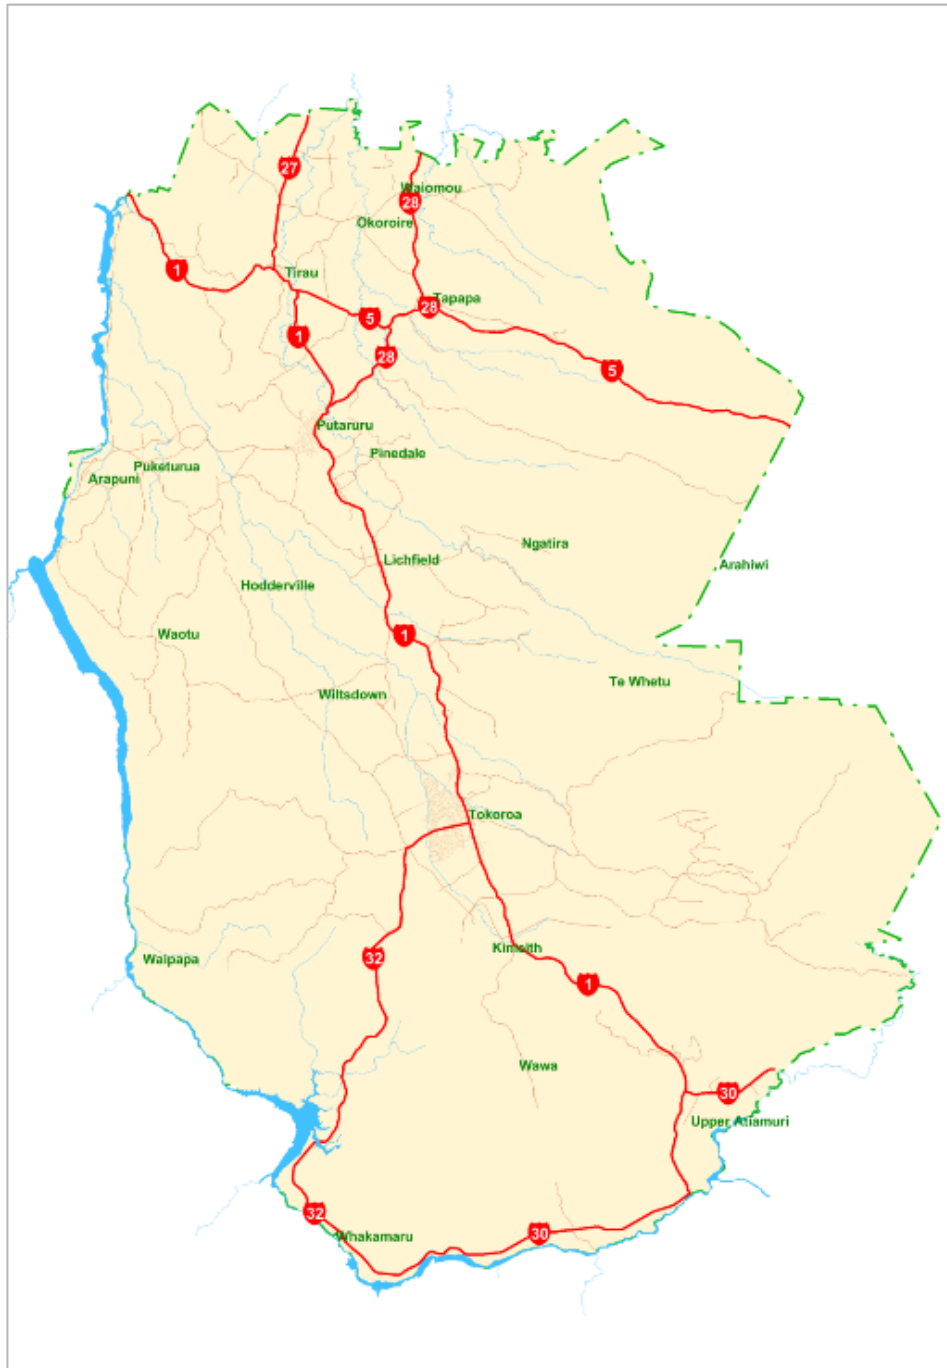 27
Waiomou
28
Okoroire
1
Tirau
Tapapa
28
5
1
28
5
Putaruru
Pinedale
Puketurua
Arapuni
Ngatira
Lichfield
Arahiwi
Hodderville
Waotu
1
Te Whetu
Wiltsdown
Tokoroa
Kinleith
Waipapa
32
1
Wawa
30
Upper Atiamuri
32
30
Whakamaru